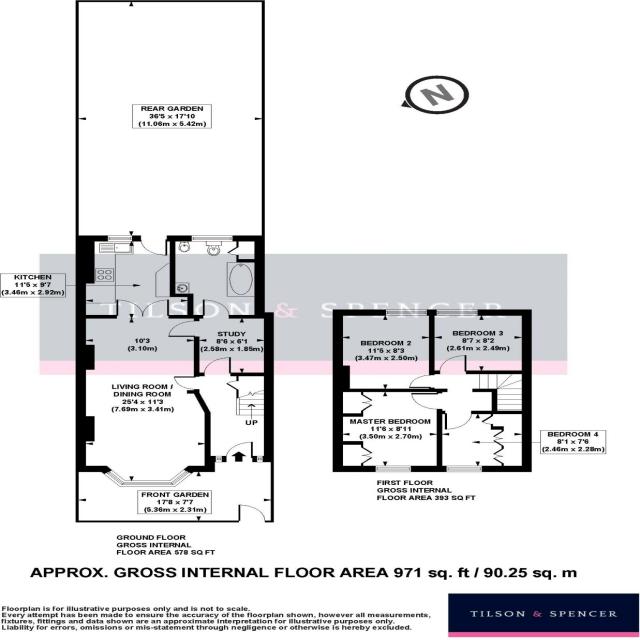 REAR GARDEN
36'5 x 17'10
(11.06m x 5.42m)
N
KITCHEN
11'5 x 9'7
(3.46m x 2.92m)
TILSON & SPENCER
10'3
(3.10m)
STUDY
8'6 x 6'1
(2.58m x 1.85m)
LIVING ROOM /
DINING ROOM
25'4 x 11'3
(7.69m x 3.41m)
UP
FRONT GARDEN
17'8 x 7'7
(5.36m x 2.31m)
BEDROOM 2
11'5 x 8'3
(3.47m x 2.50m)
BEDROOM 3
8'7 x 8'2
(2.61m x 2.49m)
MASTER BEDROOM
11'6 x 8'11
(3.50m x 2.70m)
BEDROOM 4
8'1 x 7'6
(2.46m x 2.28m)
FIRST FLOOR
GROSS INTERNAL
FLOOR AREA 393 SQ FT
GROUND FLOOR
GROSS INTERNAL
FLOOR AREA 578 SQ FT
APPROX. GROSS INTERNAL FLOOR AREA 971 sq. ft / 90.25 sq. m
Floorplan is for illustrative purposes only and is not to scale.
Every attempt has been made to ensure the accuracy of the floorplan shown, however all measurements,
fixtures, fittings and data shown are an approximate interpretation for illustrative purposes only.
Liability for errors, omissions or mis-statement through negligence or otherwise is hereby excluded.
TILSON & SPENCER